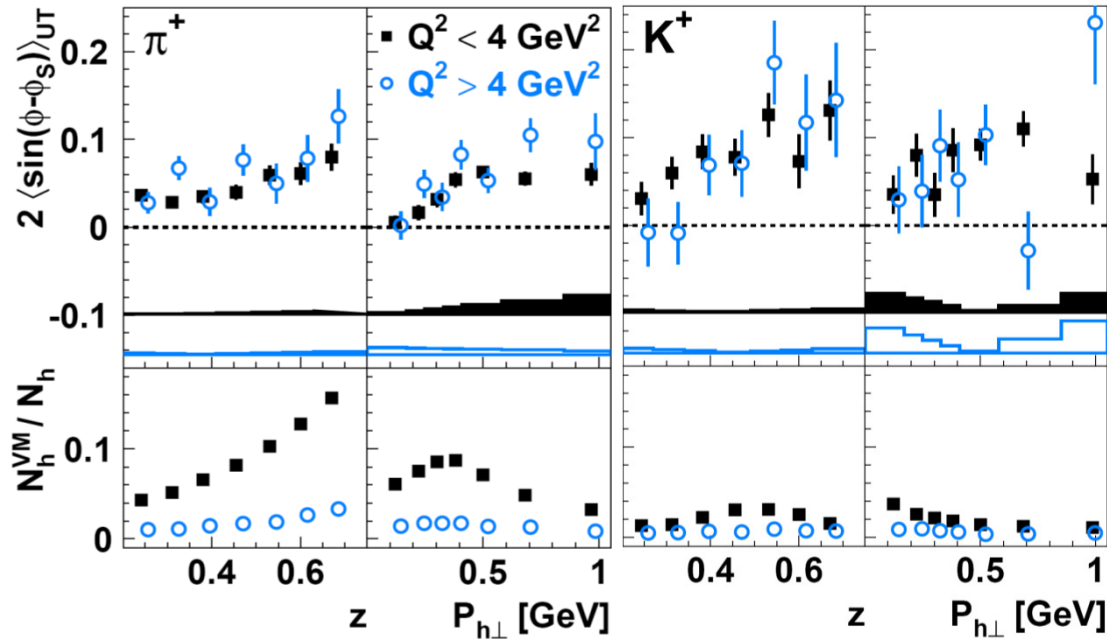 2 ⟨sin(ϕ-ϕ_S)⟩_UT
π⁺
■ Q² < 4 GeV²
○ Q² > 4 GeV²
K⁺
0.2
0.1
0
-0.1
N_h^VM / N_h
0.1
0
0.4 0.6 0.5 1 0.4 0.6 0.5 1
z P_h⊥ [GeV] z P_h⊥ [GeV]